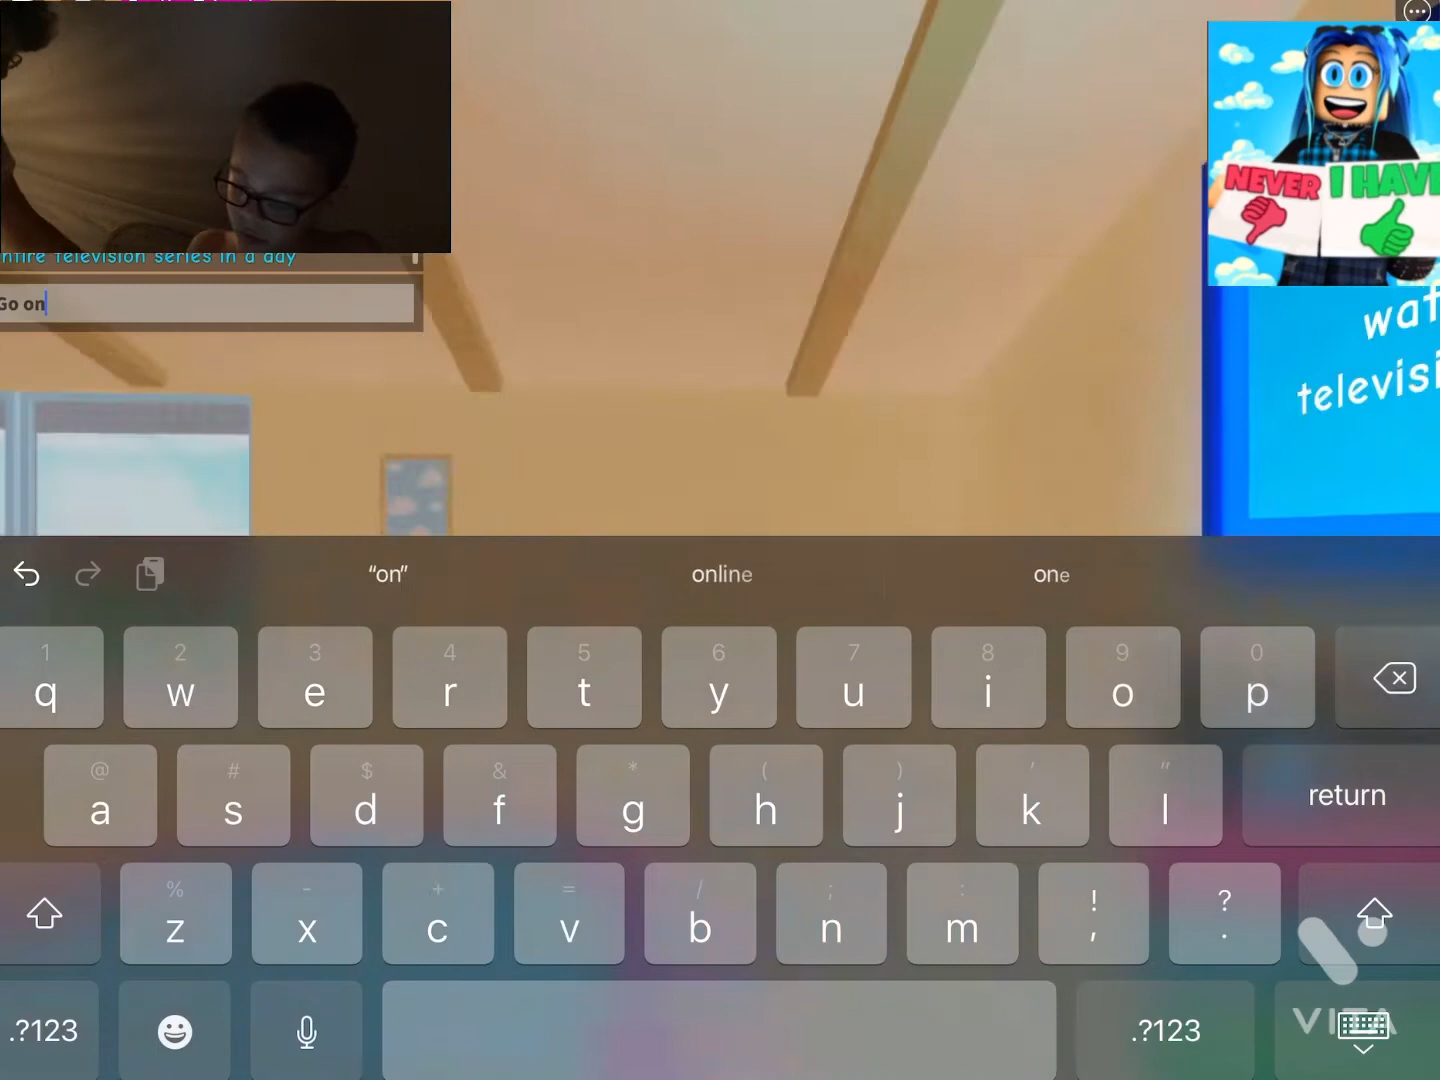 NEVER I HAVE
ntire television series in a day
Go on
wat
televisi
"on" online one
1 2 3 4 5 6 7 8 9 0
q w e r t y u i o p
@ # $ & * ( ) ' "
a s d f g h j k l return
% - + = / ; : ! ?
z x c v b n m , .
.?123 .?123
VITA